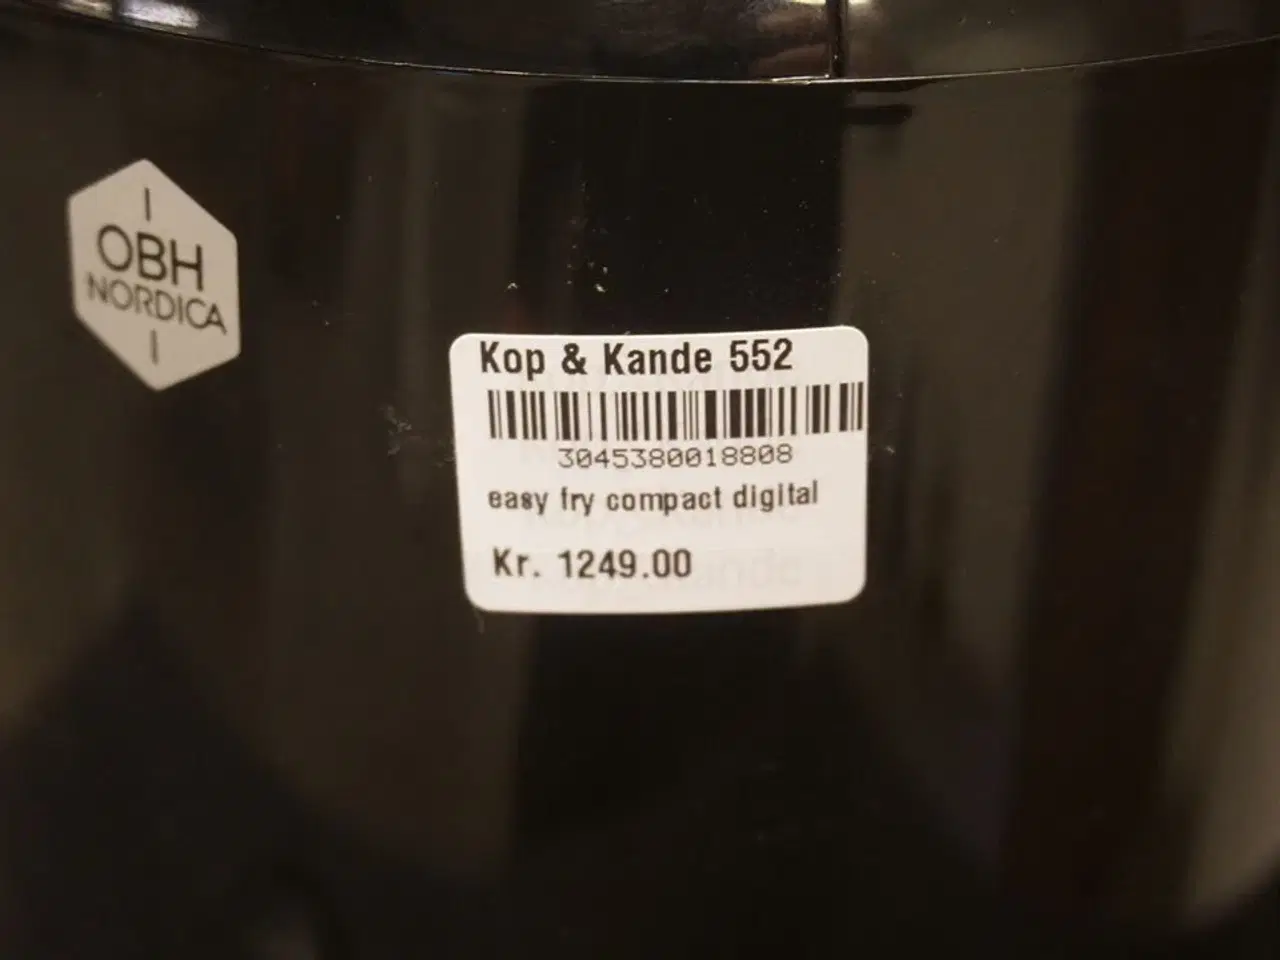 OBH
NORDICA
Kop & Kande 552
3045380018808
easy fry compact digital
Kr. 1249.00